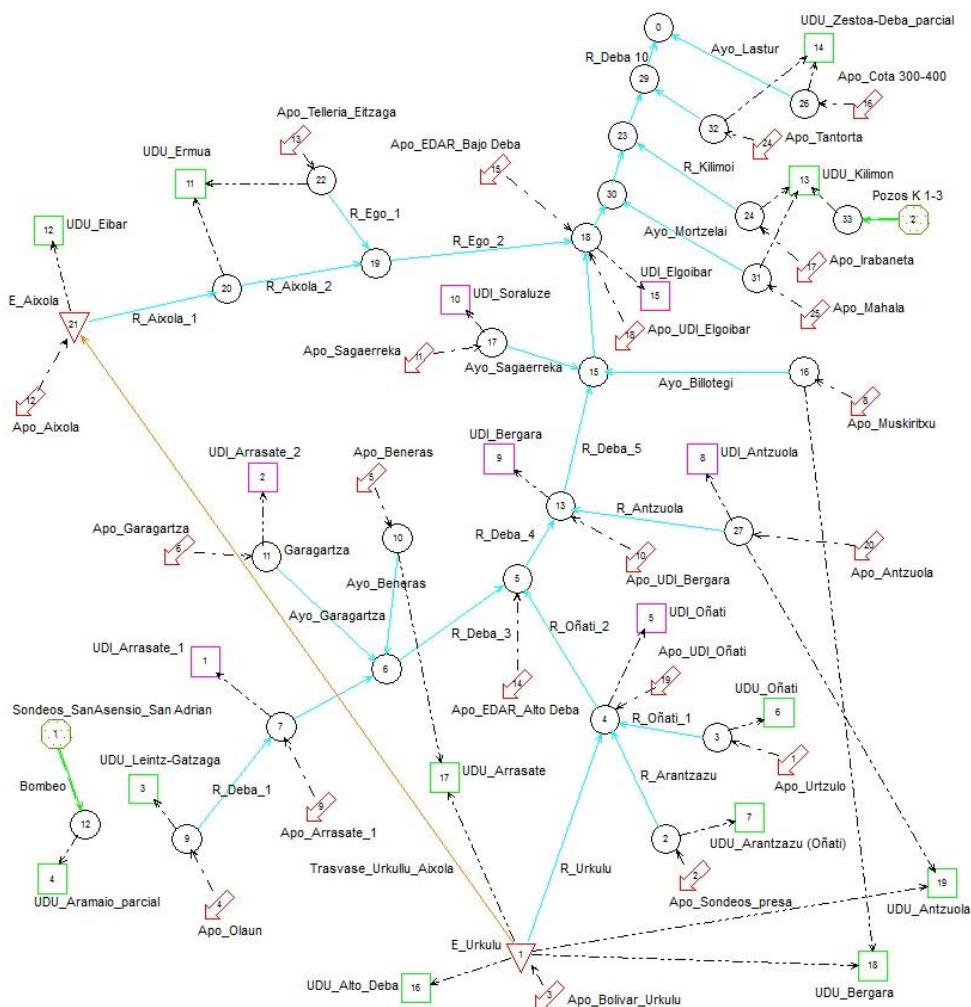 UDU_Zestoa-Deba_parcial
0
Ayo_Lastur
14
R_Deba 10
29
Apo_Cota 300-400
26
16
Apo_Telleria_Eitzaga
13
32
24
Apo_Tantorta
23
UDU_Ermua
Apo_EDAR_Bajo Deba
15
R_Kilimoi
UDU_Kilimon
13
11
22
30
Pozos K 1-3
24
33
2
12
UDU_Eibar
R_Ego_1
Ayo_Mortzelai
R_Ego_2
18
19
17
Apo_Irabaneta
31
E_Aixola
20
R_Aixola_2
10
UDI_Soraluze
UDI_Elgoibar
15
25
Apo_Mahala
21
R_Aixola_1
18
Apo_UDI_Elgoibar
Apo_Sagaerreka
11
17
Ayo_Sagaerreka
15
16
Ayo_Billotegi
12
Apo_Aixola
8
Apo_Muskiritxu
UDI_Bergara
9
UDI_Antzuola
8
R_Deba_5
UDI_Arrasate_2
2
Apo_Beneras
5
13
R_Antzuola
27
Apo_Garagartza
6
11
Garagartza
10
R_Deba_4
10
Apo_UDI_Bergara
20
Apo_Antzuola
Ayo_Beneras
5
Ayo_Garagartza
R_Deba_3
R_Oñati_2
UDI_Oñati
5
UDI_Arrasate_1
1
6
14
Apo_EDAR_Alto Deba
Apo_UDI_Oñati
19
UDU_Oñati
6
Sondeos_SanAsensio_San Adrian
1
7
4
R_Oñati_1
3
1
Apo_Urtzulo
UDU_Leintz-Gatzaga
3
Bombeo
R_Deba_1
9
Apo_Arrasate_1
17
UDU_Arrasate
R_Arantzazu
12
9
2
7
UDU_Arantzazu (Oñati)
Trasvase_Urkullu_Aixola
R_Urkulu
4
UDU_Aramaio_parcial
2
Apo_Sondeos_presa
19
UDU_Antzuola
4
Apo_Olaun
E_Urkulu
1
UDU_Alto_Deba
16
18
UDU_Bergara
3
Apo_Bolivar_Urkulu